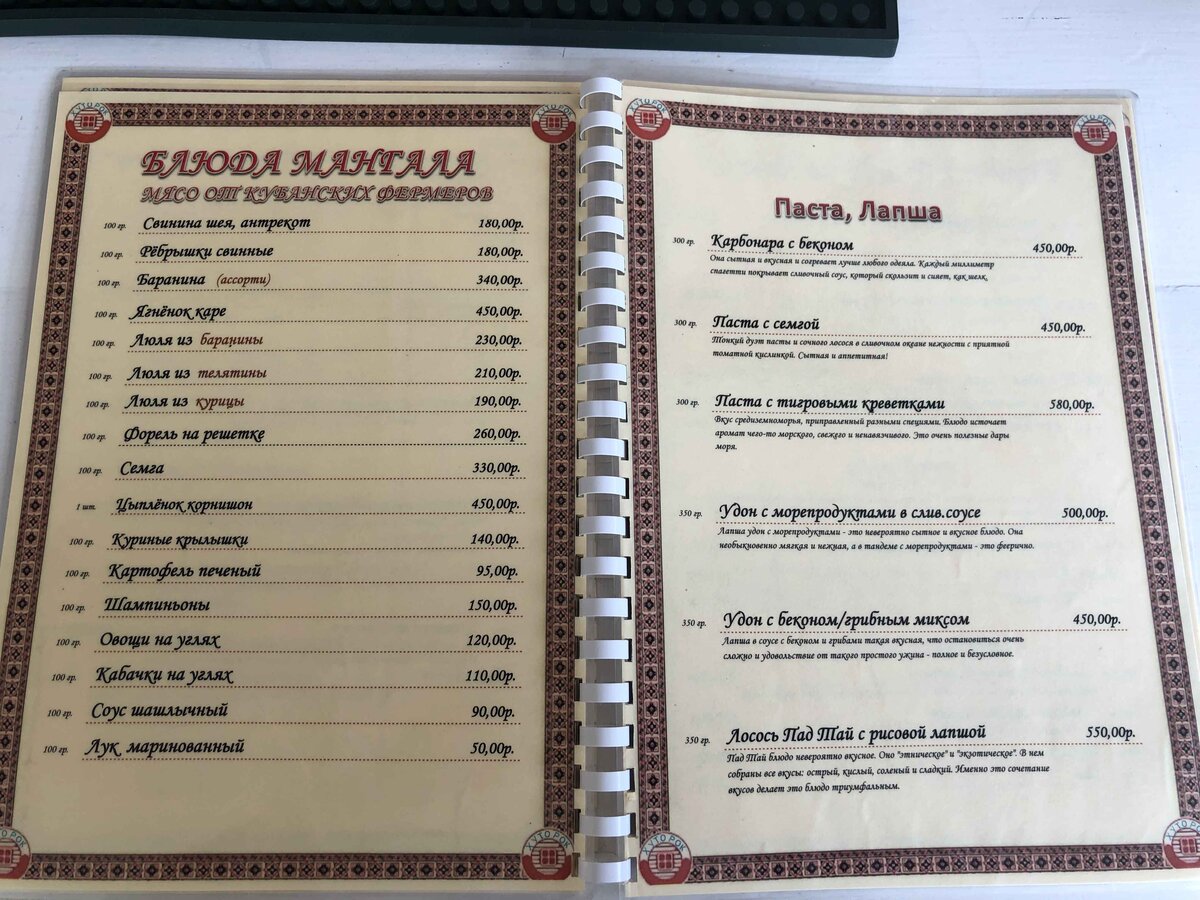 БЛЮДА МАНГАЛА
МЯСО ОТ КУБАНСКИХ ФЕРМЕРОВ
100 гр. Свинина шея, антрекот 180,00р.
100 гр. Рёбрышки свинные 180,00р.
100 гр. Баранина (ассорти) 340,00р.
100 гр. Ягнёнок каре 450,00р.
100 гр. Люля из баранины 230,00р.
100 гр. Люля из телятины 210,00р.
100 гр. Люля из курицы 190,00р.
100 гр. Форель на решетке 260,00р.
100 гр. Семга 330,00р.
1 шт. Цыплёнок корнишон 450,00р.
100 гр. Куриные крылышки 140,00р.
100 гр. Картофель печеный 95,00р.
100 гр. Шампиньоны 150,00р.
100 гр. Овощи на углях 120,00р.
100 гр. Кабачки на углях 110,00р.
100 гр. Соус шашлычный 90,00р.
100 гр. Лук маринованный 50,00р.
ХУТОРОК
ХУТОРОК
ХУТОРОК
ХУТОРОК
Паста, Лапша
300 гр. Карбонара с беконом 450,00р.
Она сытная и вкусная и согревает лучше любого одеяла. Каждый миллиметр
спагетти покрывает сливочный соус, который скользит и сияет, как шелк.
300 гр. Паста с семгой 450,00р.
Тонкий дуэт пасты и сочного лосося в сливочном океане нежности с приятной
томатной кислинкой. Сытная и аппетитная!
300 гр. Паста с тигровыми креветками 580,00р.
Вкус средиземноморья, приправленный разными специями. Блюдо источает
аромат чего-то морского, свежего и ненавязчивого. Это очень полезные дары
моря.
350 гр. Удон с морепродуктами в слив.соусе 500,00р.
Лапша удон с морепродуктами - это невероятно сытное и вкусное блюдо. Она
необыкновенно мягкая и нежная, а в тандеме с морепродуктами - это феерично.
350 гр. Удон с беконом/грибным миксом 450,00р.
Лапша в соусе с беконом и грибами такая вкусная, что остановиться очень
сложно и удовольствие от такого простого ужина - полное и безусловное.
350 гр. Лосось Пад Тай с рисовой лапшой 550,00р.
Пад Тай блюдо невероятно вкусное. Оно "этническое" и "экзотическое". В нем
собраны все вкусы: острый, кислый, соленый и сладкий. Именно это сочетание
вкусов делает это блюдо триумфальным.
ХУТОРОК
ХУТОРОК
ХУТОРОК
ХУТОРОК